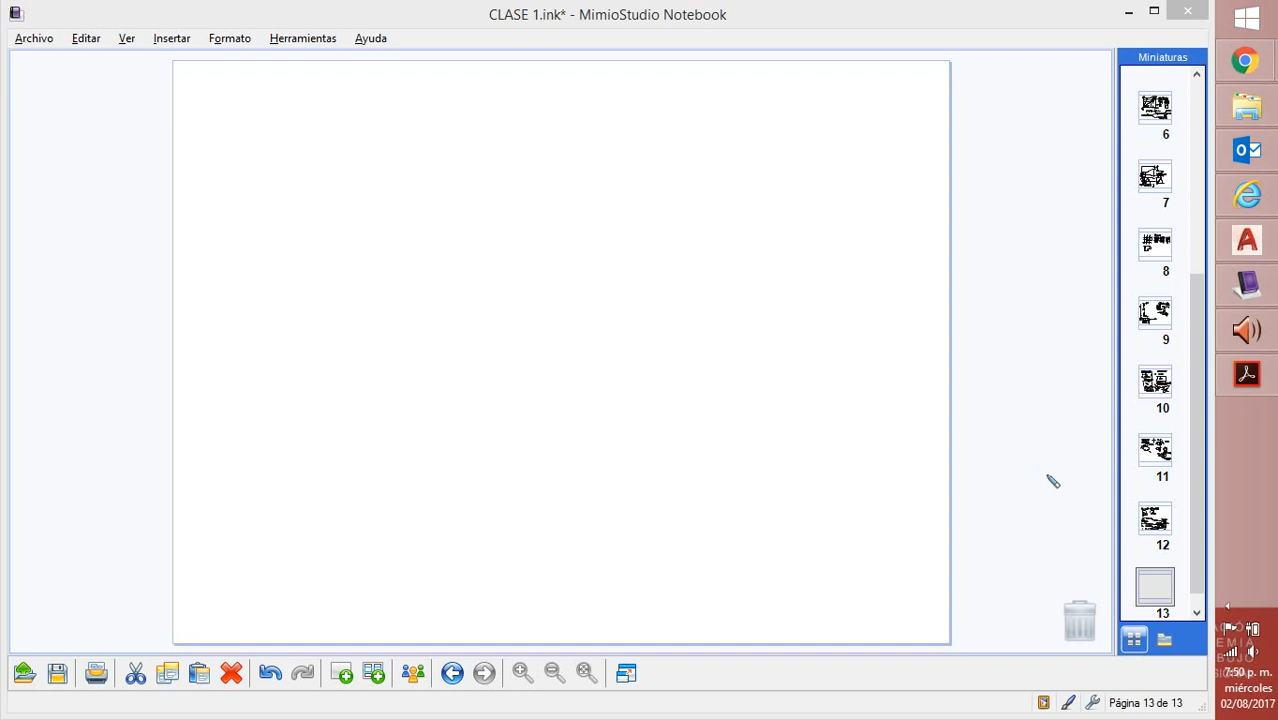 CLASE 1.ink* - MimioStudio Notebook
Archivo Editar Ver Insertar Formato Herramientas Ayuda
Miniaturas
6
7
8
9
10
11
12
13
7:50 p. m.
miércoles
02/08/2017
Página 13 de 13